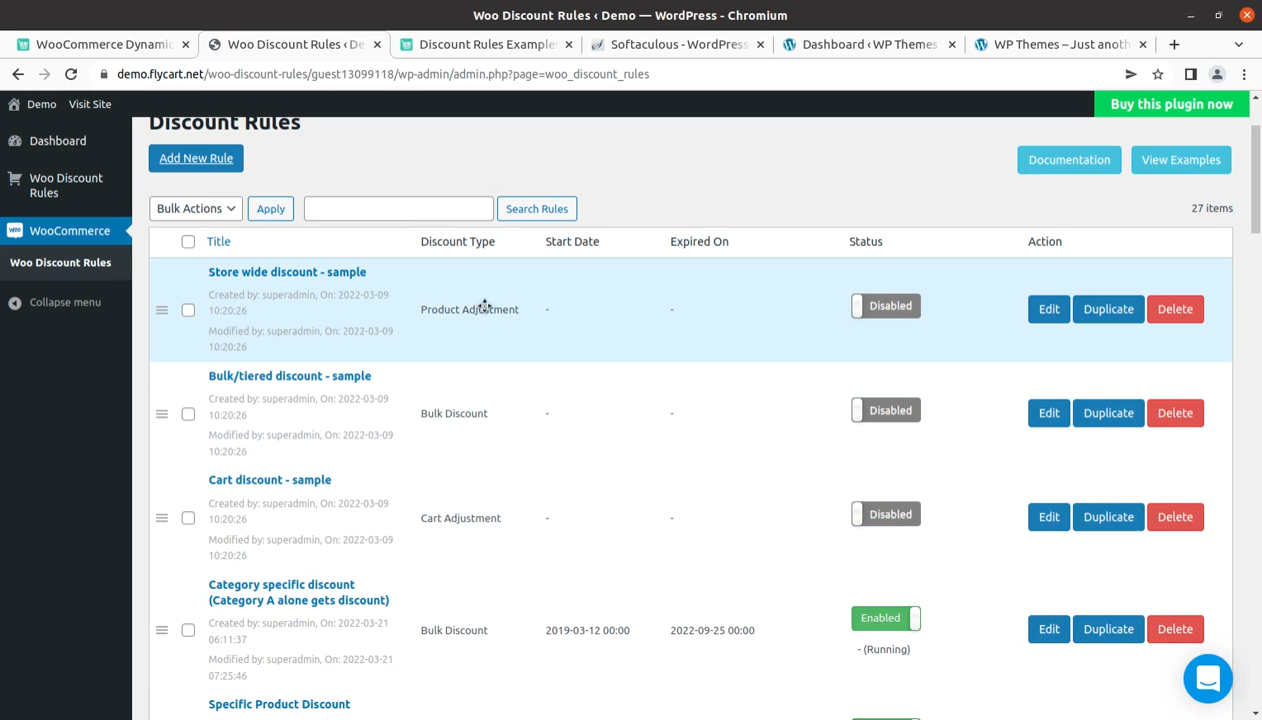 Woo Discount Rules ‹ Demo — WordPress - Chromium
WooCommerce Dynamic
Woo Discount Rules ‹ De
Discount Rules Example
Softaculous - WordPress
Dashboard ‹ WP Themes
WP Themes – Just anoth
demo.flycart.net/woo-discount-rules/guest13099118/wp-admin/admin.php?page=woo_discount_rules
Demo
Visit Site
Buy this plugin now
Dashboard
Woo Discount
Rules
WooCommerce
Woo Discount Rules
Collapse menu
Discount Rules
Add New Rule
Documentation
View Examples
Bulk Actions
Apply
Search Rules
27 items
Title
Discount Type
Start Date
Expired On
Status
Action
Store wide discount - sample
Created by: superadmin, On: 2022-03-09
10:20:26
Modified by: superadmin, On: 2022-03-09
10:20:26
Product Adjustment
-
-
Disabled
Edit
Duplicate
Delete
Bulk/tiered discount - sample
Created by: superadmin, On: 2022-03-09
10:20:26
Modified by: superadmin, On: 2022-03-09
10:20:26
Bulk Discount
-
-
Disabled
Edit
Duplicate
Delete
Cart discount - sample
Created by: superadmin, On: 2022-03-09
10:20:26
Modified by: superadmin, On: 2022-03-09
10:20:26
Cart Adjustment
-
-
Disabled
Edit
Duplicate
Delete
Category specific discount
(Category A alone gets discount)
Created by: superadmin, On: 2022-03-21
06:11:37
Modified by: superadmin, On: 2022-03-21
07:25:46
Bulk Discount
2019-03-12 00:00
2022-09-25 00:00
Enabled
- (Running)
Edit
Duplicate
Delete
Specific Product Discount